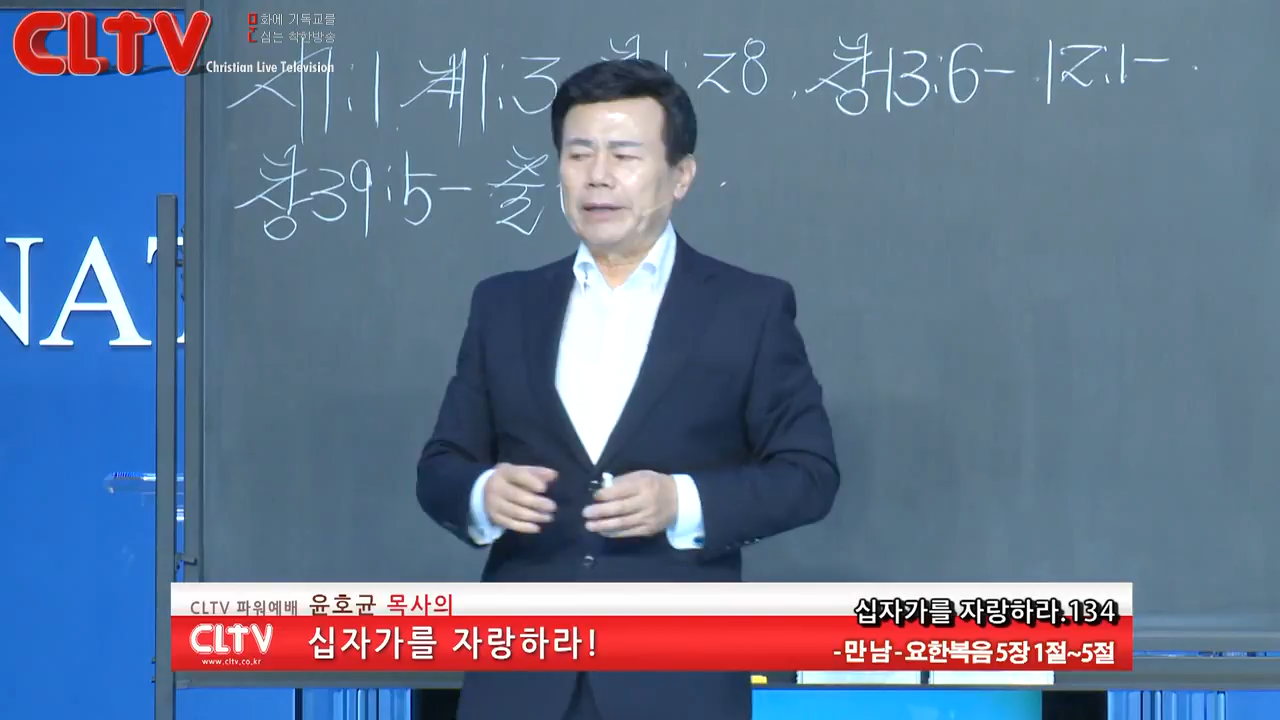 CLTV
문화에 기독교를
심는 착한방송
Christian Live Television
1:1 계1:3 1:28 창13:6- 12:1-
창39:5- 출
NAT
CLTV 파워예배 윤호균 목사의
십자가를 자랑하라.134
CLTV
www.cltv.co.kr
십자가를 자랑하라!
-만남- 요한복음 5장 1절~5절